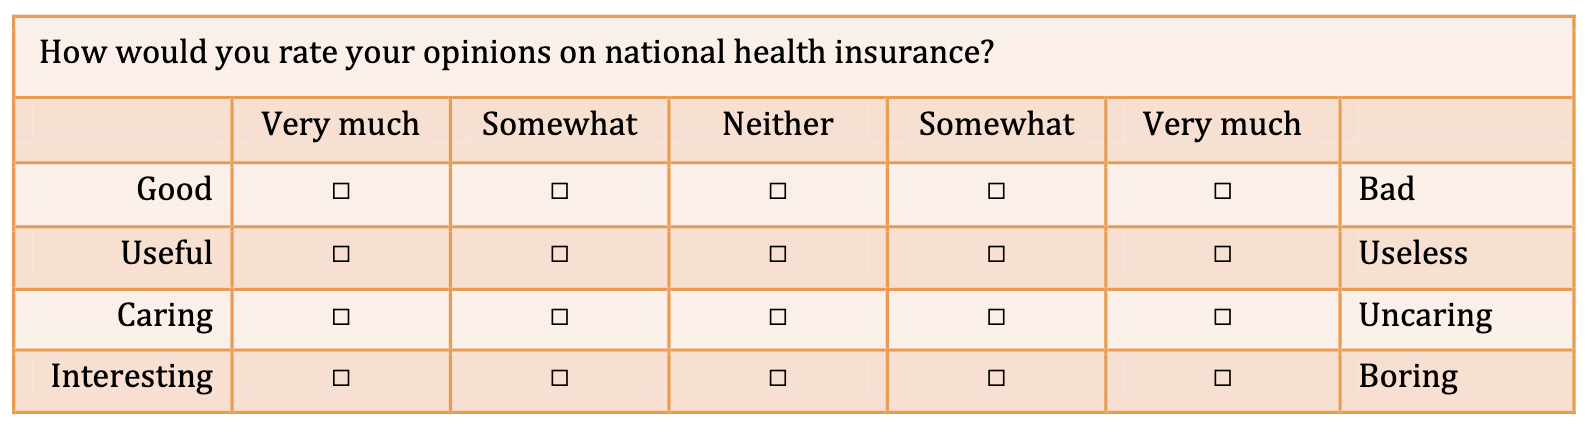 How would you rate your opinions on national health insurance?
Very much Somewhat Neither Somewhat Very much
Good □ □ □ □ □ Bad
Useful □ □ □ □ □ Useless
Caring □ □ □ □ □ Uncaring
Interesting □ □ □ □ □ Boring